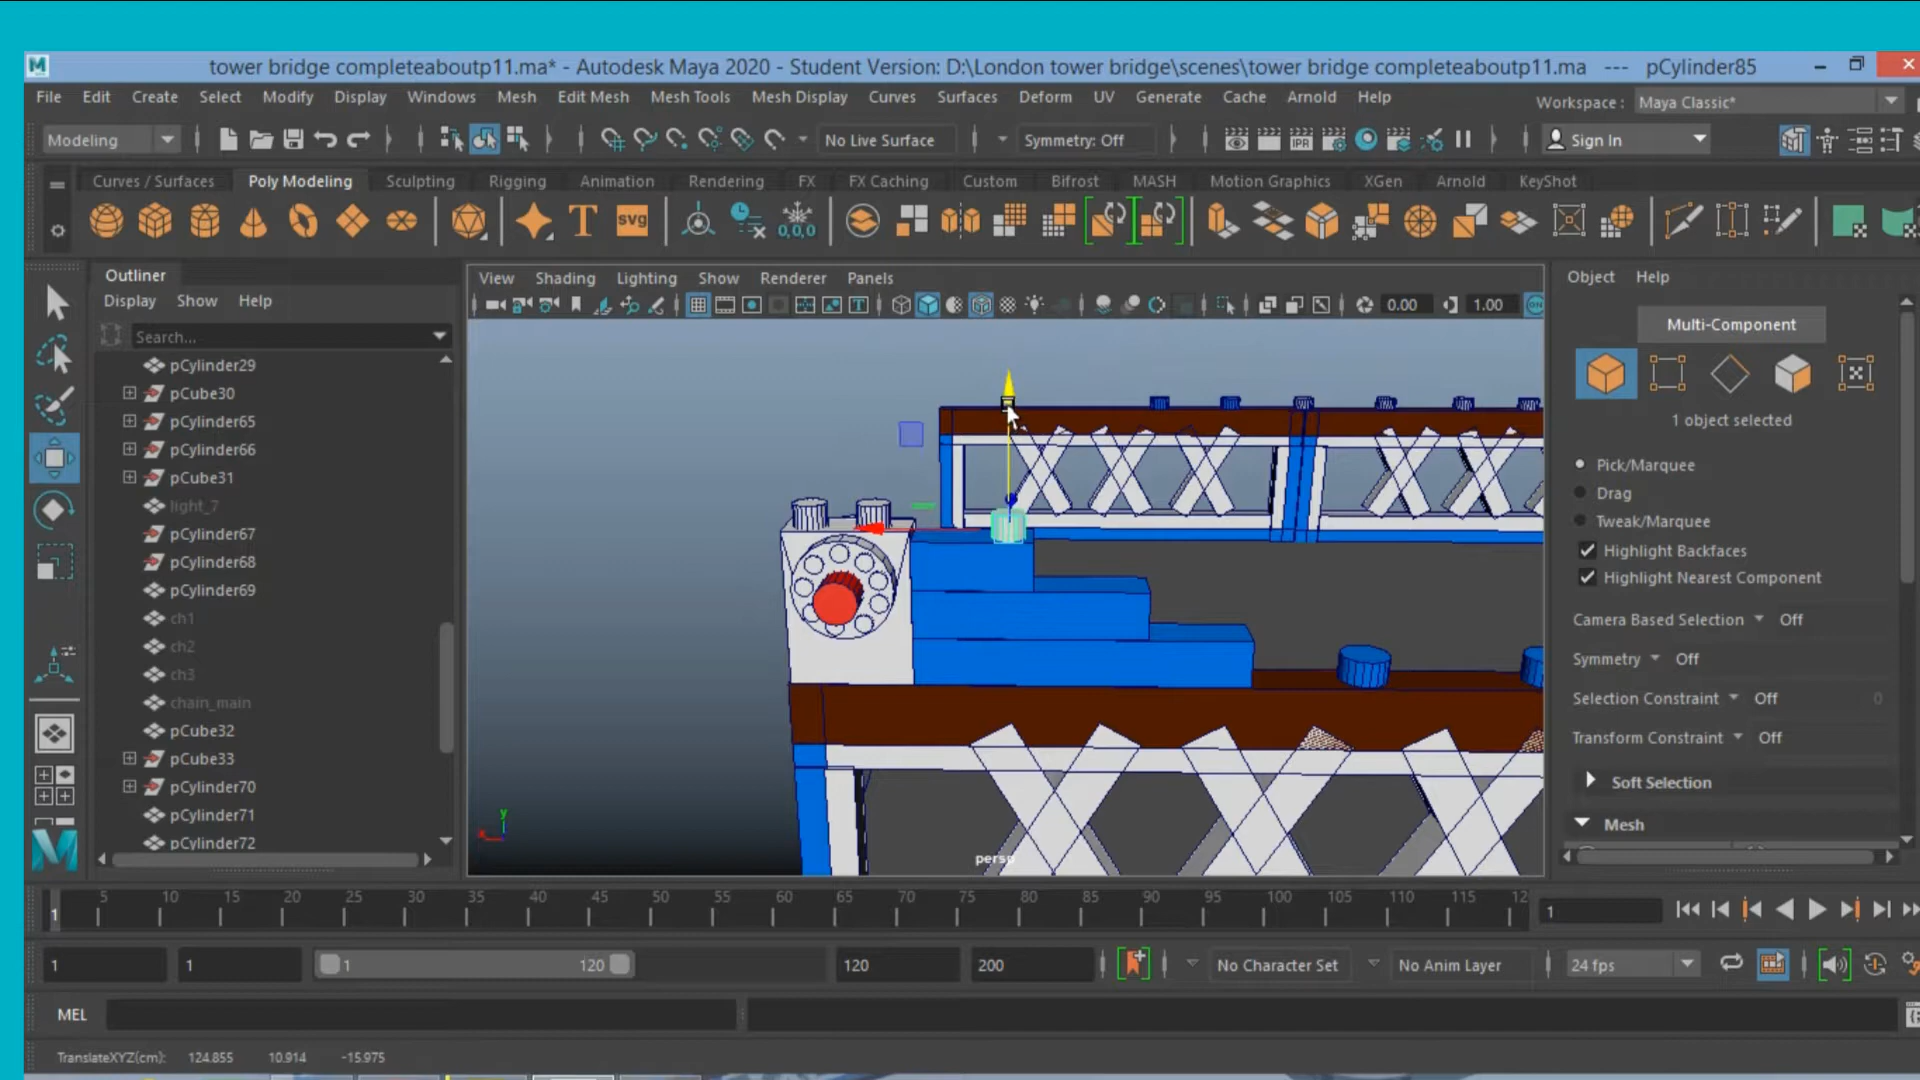 tower bridge completeaboutp11.ma* - Autodesk Maya 2020 - Student Version: D:\London tower bridge\scenes\tower bridge completeaboutp11.ma --- pCylinder85
File Edit Create Select Modify Display Windows Mesh Edit Mesh Mesh Tools Mesh Display Curves Surfaces Deform UV Generate Cache Arnold Help
Workspace : Maya Classic*
Modeling No Live Surface Symmetry: Off IPR Sign In
Curves / Surfaces Poly Modeling Sculpting Rigging Animation Rendering FX FX Caching Custom Bifrost MASH Motion Graphics XGen Arnold KeyShot
T svg 0,0,0
Outliner
Display Show Help
Search...
pCylinder29
pCube30
pCylinder65
pCylinder66
pCube31
light_7
pCylinder67
pCylinder68
pCylinder69
ch1
ch2
ch3
chain_main
pCube32
pCube33
pCylinder70
pCylinder71
pCylinder72
View Shading Lighting Show Renderer Panels
0.00 1.00 ON
y
x
persp
Object Help
Multi-Component
1 object selected
Pick/Marquee
Drag
Tweak/Marquee
Highlight Backfaces
Highlight Nearest Component
Camera Based Selection Off
Symmetry Off
Selection Constraint Off 0
Transform Constraint Off
Soft Selection
Mesh
1 5 10 15 20 25 30 35 40 45 50 55 60 65 70 75 80 85 90 95 100 105 110 115 12
1
1 1 1 120 120 200 No Character Set No Anim Layer 24 fps
MEL
TranslateXYZ(cm): 124.855 10.914 -15.975